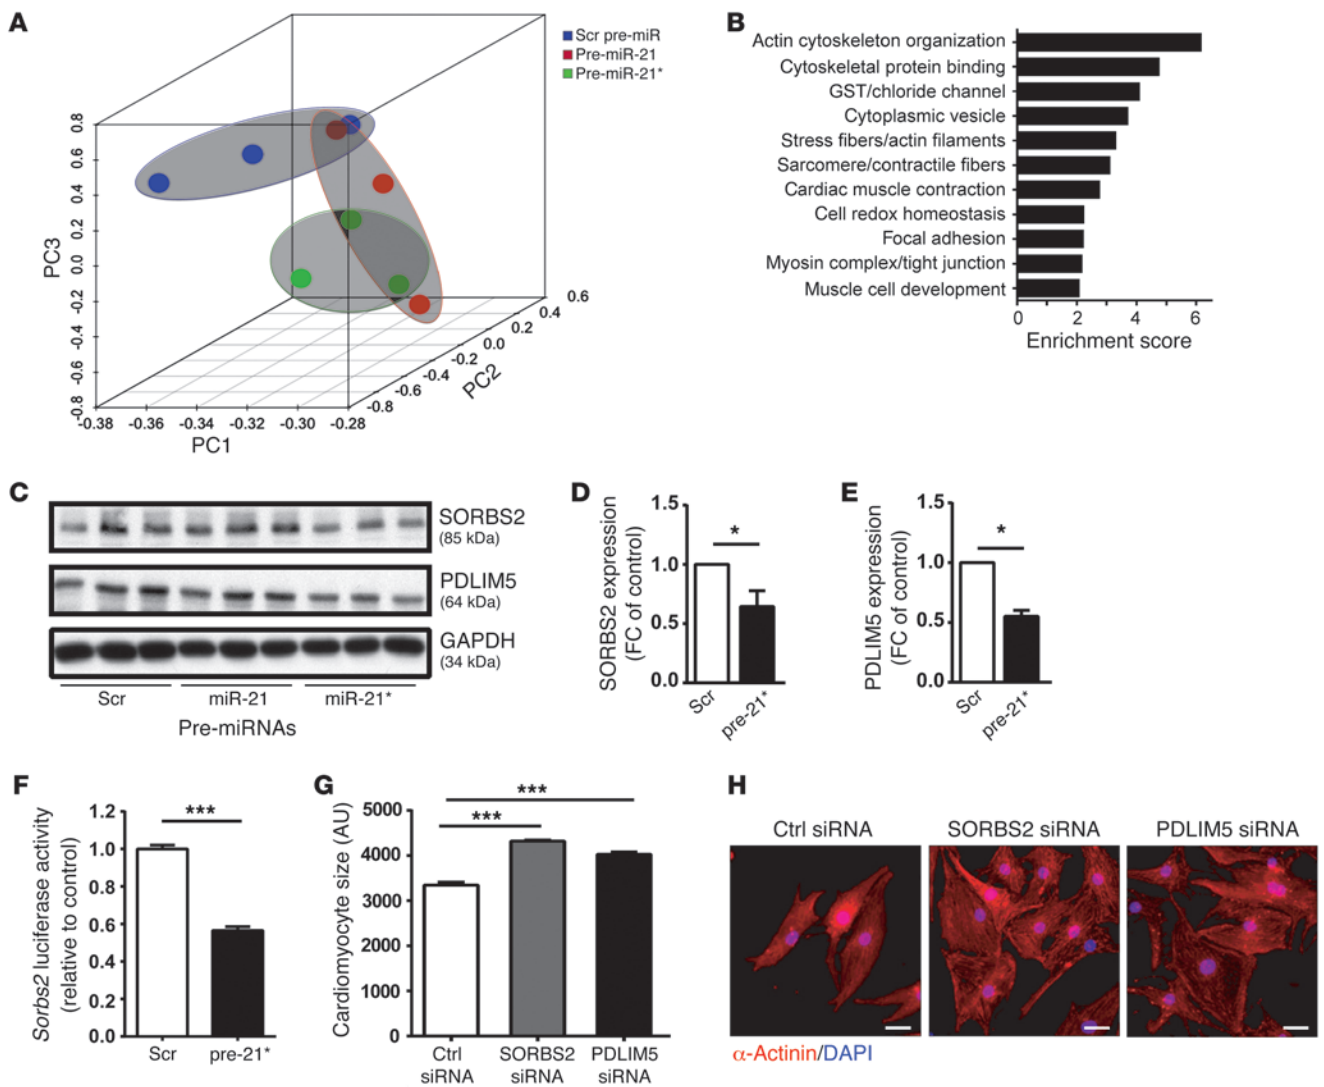 A
Scr pre-miR
Pre-miR-21
Pre-miR-21*
PC3
0.8
0.6
0.4
0.2
0.0
-0.2
-0.4
-0.6
-0.8
-0.38 -0.36 -0.34 -0.32 -0.30 -0.28
PC1
-0.8 -0.6 -0.4 -0.2 0.0 0.2 0.4 0.6
PC2
B
Actin cytoskeleton organization
Cytoskeletal protein binding
GST/chloride channel
Cytoplasmic vesicle
Stress fibers/actin filaments
Sarcomere/contractile fibers
Cardiac muscle contraction
Cell redox homeostasis
Focal adhesion
Myosin complex/tight junction
Muscle cell development
0 2 4 6
Enrichment score
C
SORBS2
(85 kDa)
PDLIM5
(64 kDa)
GAPDH
(34 kDa)
Scr miR-21 miR-21*
Pre-miRNAs
D
SORBS2 expression
(FC of control)
1.5
1.0
0.5
0.0
*
Scr pre-21*
E
PDLIM5 expression
(FC of control)
1.5
1.0
0.5
0.0
*
Scr pre-21*
F
Sorbs2 luciferase activity
(relative to control)
1.2
1.0
0.8
0.6
0.4
0.2
0.0
***
Scr pre-21*
G
Cardiomyocyte size (AU)
5000
4000
3000
2000
1000
0
***
***
Ctrl siRNA
SORBS2 siRNA
PDLIM5 siRNA
H
Ctrl siRNA SORBS2 siRNA PDLIM5 siRNA
α-Actinin/DAPI